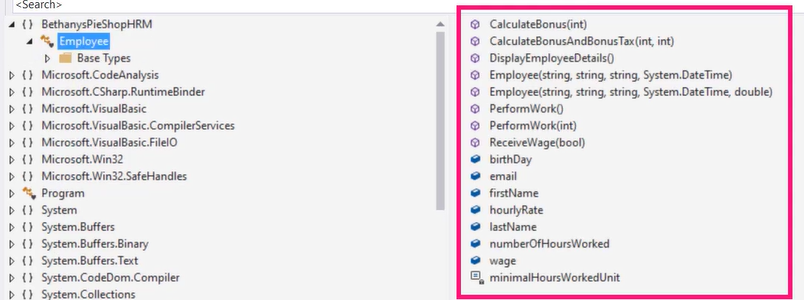 <Search>
{ } BethanysPieShopHRM
Employee
Base Types
{ } Microsoft.CodeAnalysis
{ } Microsoft.CSharp.RuntimeBinder
{ } Microsoft.VisualBasic
{ } Microsoft.VisualBasic.CompilerServices
{ } Microsoft.VisualBasic.FileIO
{ } Microsoft.Win32
{ } Microsoft.Win32.SafeHandles
Program
{ } System
{ } System.Buffers
{ } System.Buffers.Binary
{ } System.Buffers.Text
{ } System.CodeDom.Compiler
{ } System.Collections
CalculateBonus(int)
CalculateBonusAndBonusTax(int, int)
DisplayEmployeeDetails()
Employee(string, string, string, System.DateTime)
Employee(string, string, string, System.DateTime, double)
PerformWork()
PerformWork(int)
ReceiveWage(bool)
birthDay
email
firstName
hourlyRate
lastName
numberOfHoursWorked
wage
minimalHoursWorkedUnit